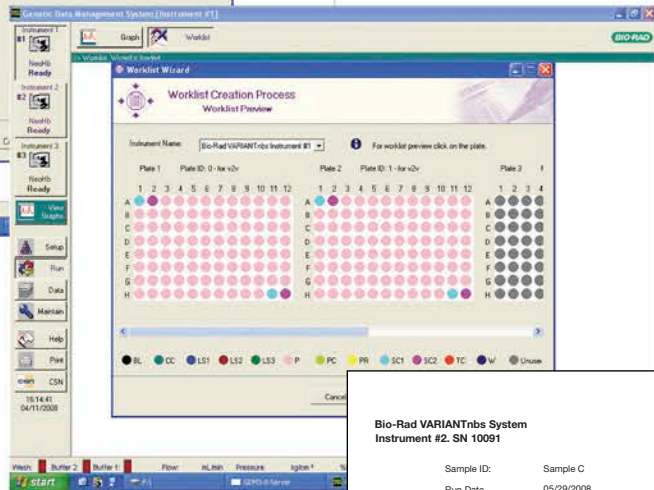 Genetic Data Management System [Instrument #1]
Instrument 1
#1
NeoHb
Ready
Instrument 2
#2
NeoHb
Ready
Instrument 3
#3
NeoHb
Ready
View Graphs
Setup
Run
Data
Maintain
Help
Print
CSN CSN
15:14:41
04/11/2008
Graph
Worklist
BIO-RAD
Worklist Wizard
Worklist Creation Process
Worklist Preview
Instrument Name: Bio-Rad VARIANTnbs Instrument #1
For worklist preview click on the plate.
Plate 1 Plate ID: 0 - for v2v
Plate 2 Plate ID: 1 - for v2v
Plate 3
1 2 3 4 5 6 7 8 9 10 11 12
1 2 3 4 5 6 7 8 9 10 11 12
1 2 3 4
A A A
B B B
C C C
D D D
E E E
F F F
G G G
H H H
BL CC LS1 LS2 LS3 P PC PR SC1 SC2 TC W Unuse
Cancel
Wash: Buffer 2: Buffer 1: Flow: mL/min Pressure:
start
Bio-Rad VARIANTnbs System
Instrument #2. SN 10091
Sample ID: Sample C
Run Date 05/29/2008